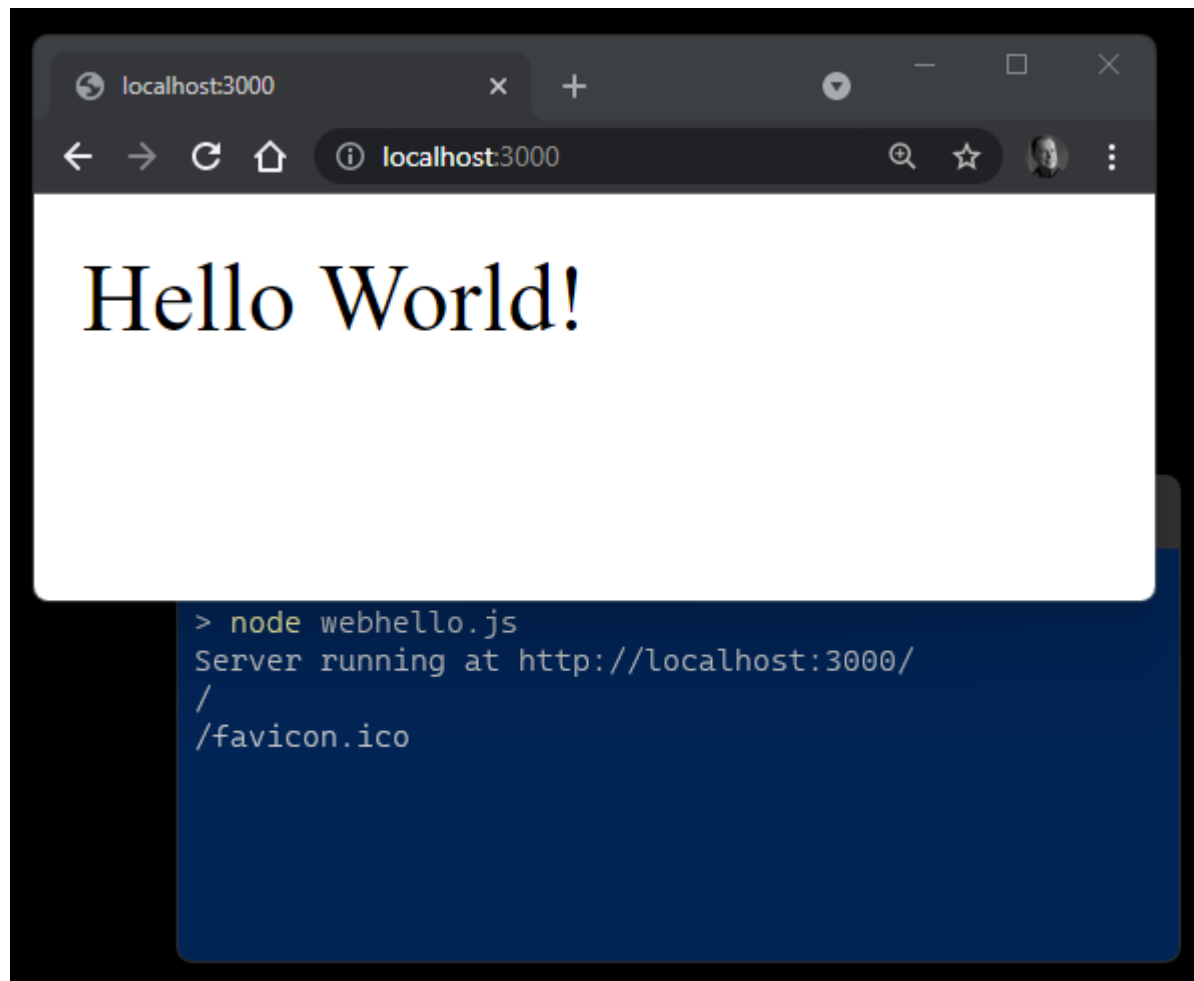 localhost:3000
localhost:3000
Hello World!
> node webhello.js
Server running at http://localhost:3000/
/
/favicon.ico